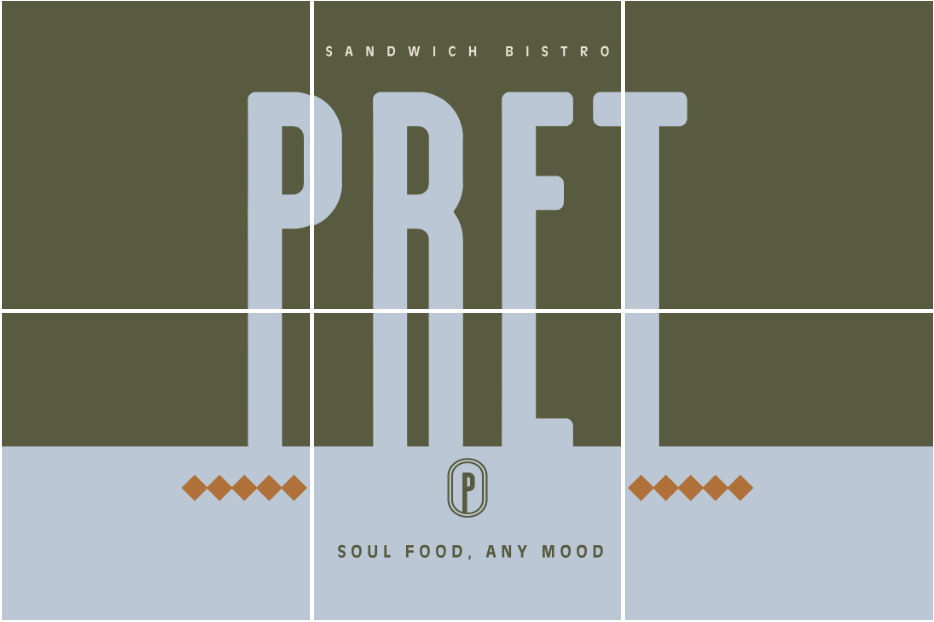 SANDWICH BISTRO
PRET
P
SOUL FOOD, ANY MOOD